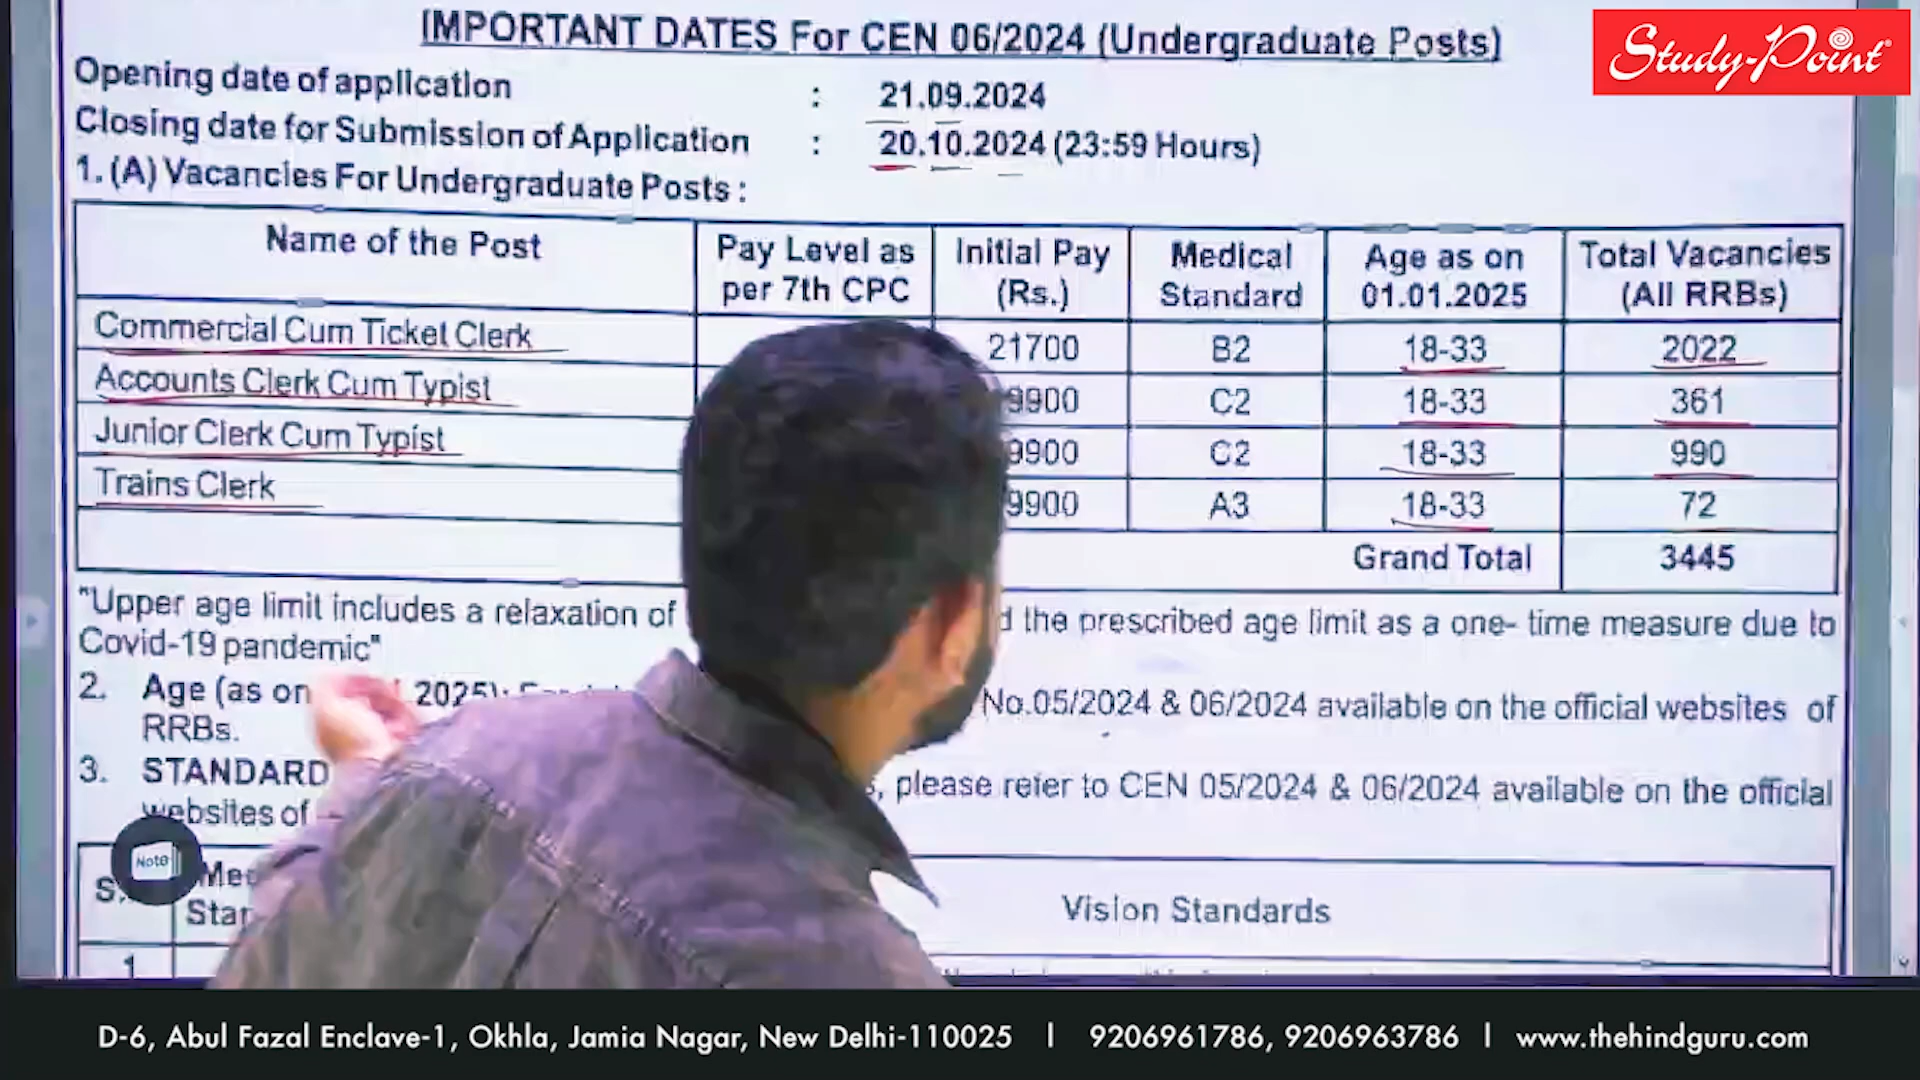 IMPORTANT DATES For CEN 06/2024 (Undergraduate Posts)
Study-Point
Opening date of application : 21.09.2024
Closing date for Submission of Application : 20.10.2024 (23:59 Hours)
1. (A) Vacancies For Undergraduate Posts :
Name of the Post Pay Level as per 7th CPC Initial Pay (Rs.) Medical Standard Age as on 01.01.2025 Total Vacancies (All RRBs)
Commercial Cum Ticket Clerk 21700 B2 18-33 2022
Accounts Clerk Cum Typist 9900 C2 18-33 361
Junior Clerk Cum Typist 9900 C2 18-33 990
Trains Clerk 9900 A3 18-33 72
Grand Total 3445
"Upper age limit includes a relaxation of the prescribed age limit as a one- time measure due to
Covid-19 pandemic"
2. Age (as on 2025): No.05/2024 & 06/2024 available on the official websites of
RRBs.
3. STANDARD please refer to CEN 05/2024 & 06/2024 available on the official
websites of
Note
Vision Standards
1
D-6, Abul Fazal Enclave-1, Okhla, Jamia Nagar, New Delhi-110025 | 9206961786, 9206963786 | www.thehindguru.com